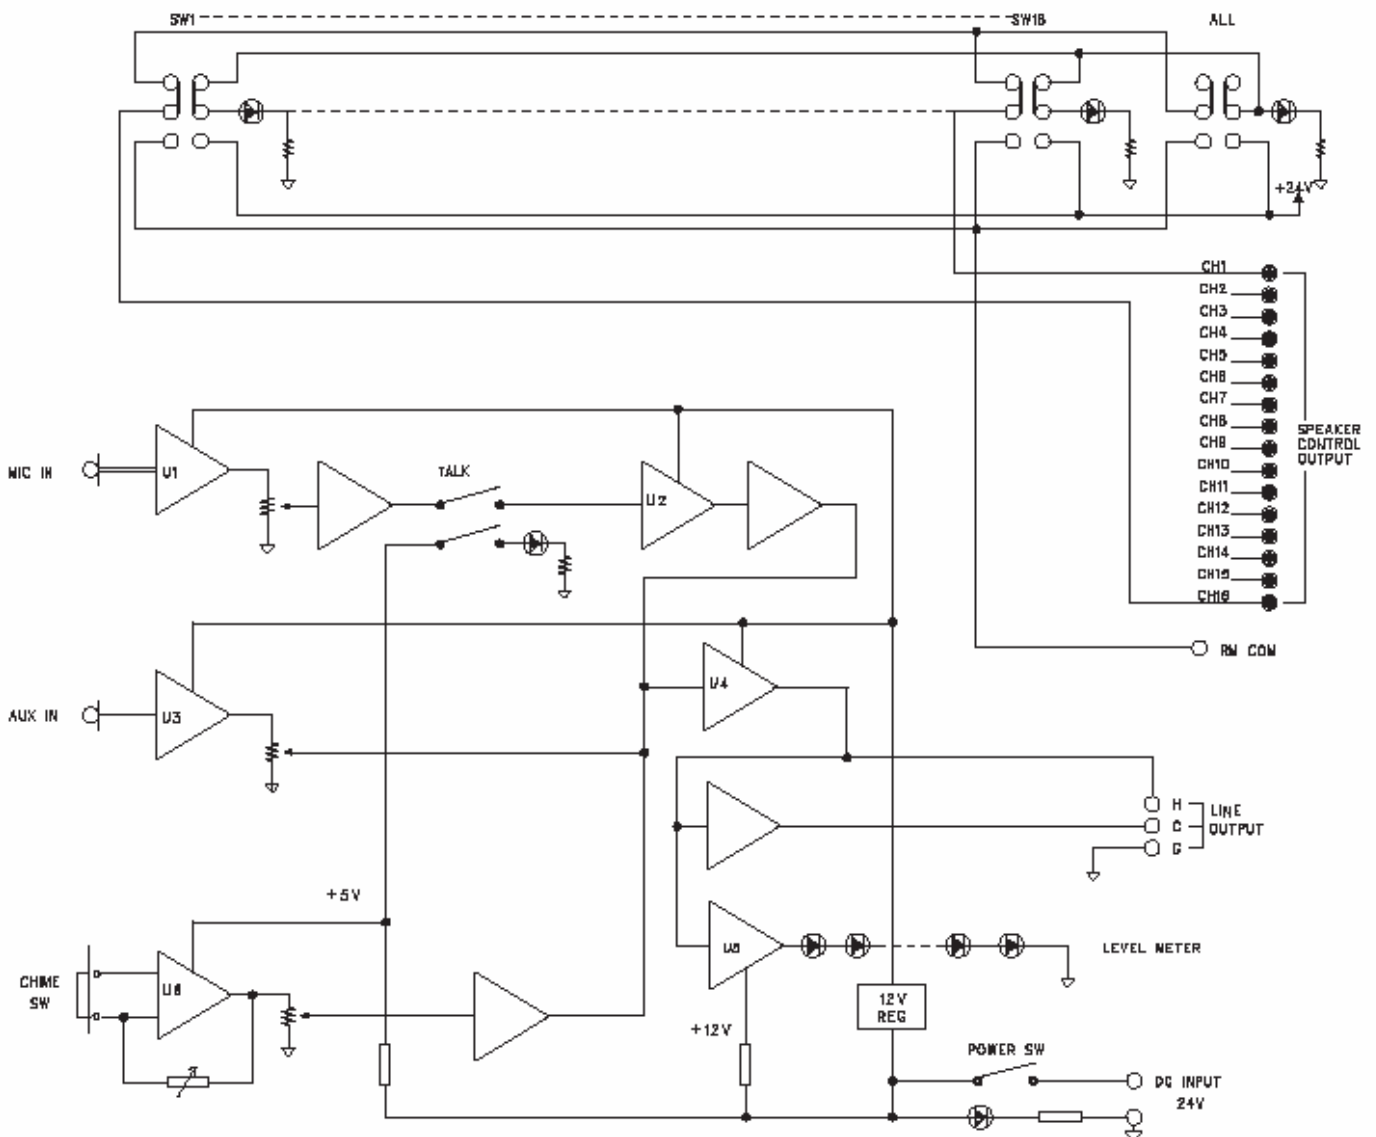 SW1 SW16 ALL
+24V
CH1
CH2
CH3
CH4
CH5
CH6
CH7
CH8
CH9
CH10
CH11
CH12
CH13
CH14
CH15
CH16
SPEAKER
CONTROL
OUTPUT
RM COM
MIC IN
U1
TALK
U2
AUX IN
U3
U4
H
C
G
LINE
OUTPUT
+5V
U5
LEVEL METER
CHIME
SW
U6
12V
REG
+12V
POWER SW
DC INPUT
24V